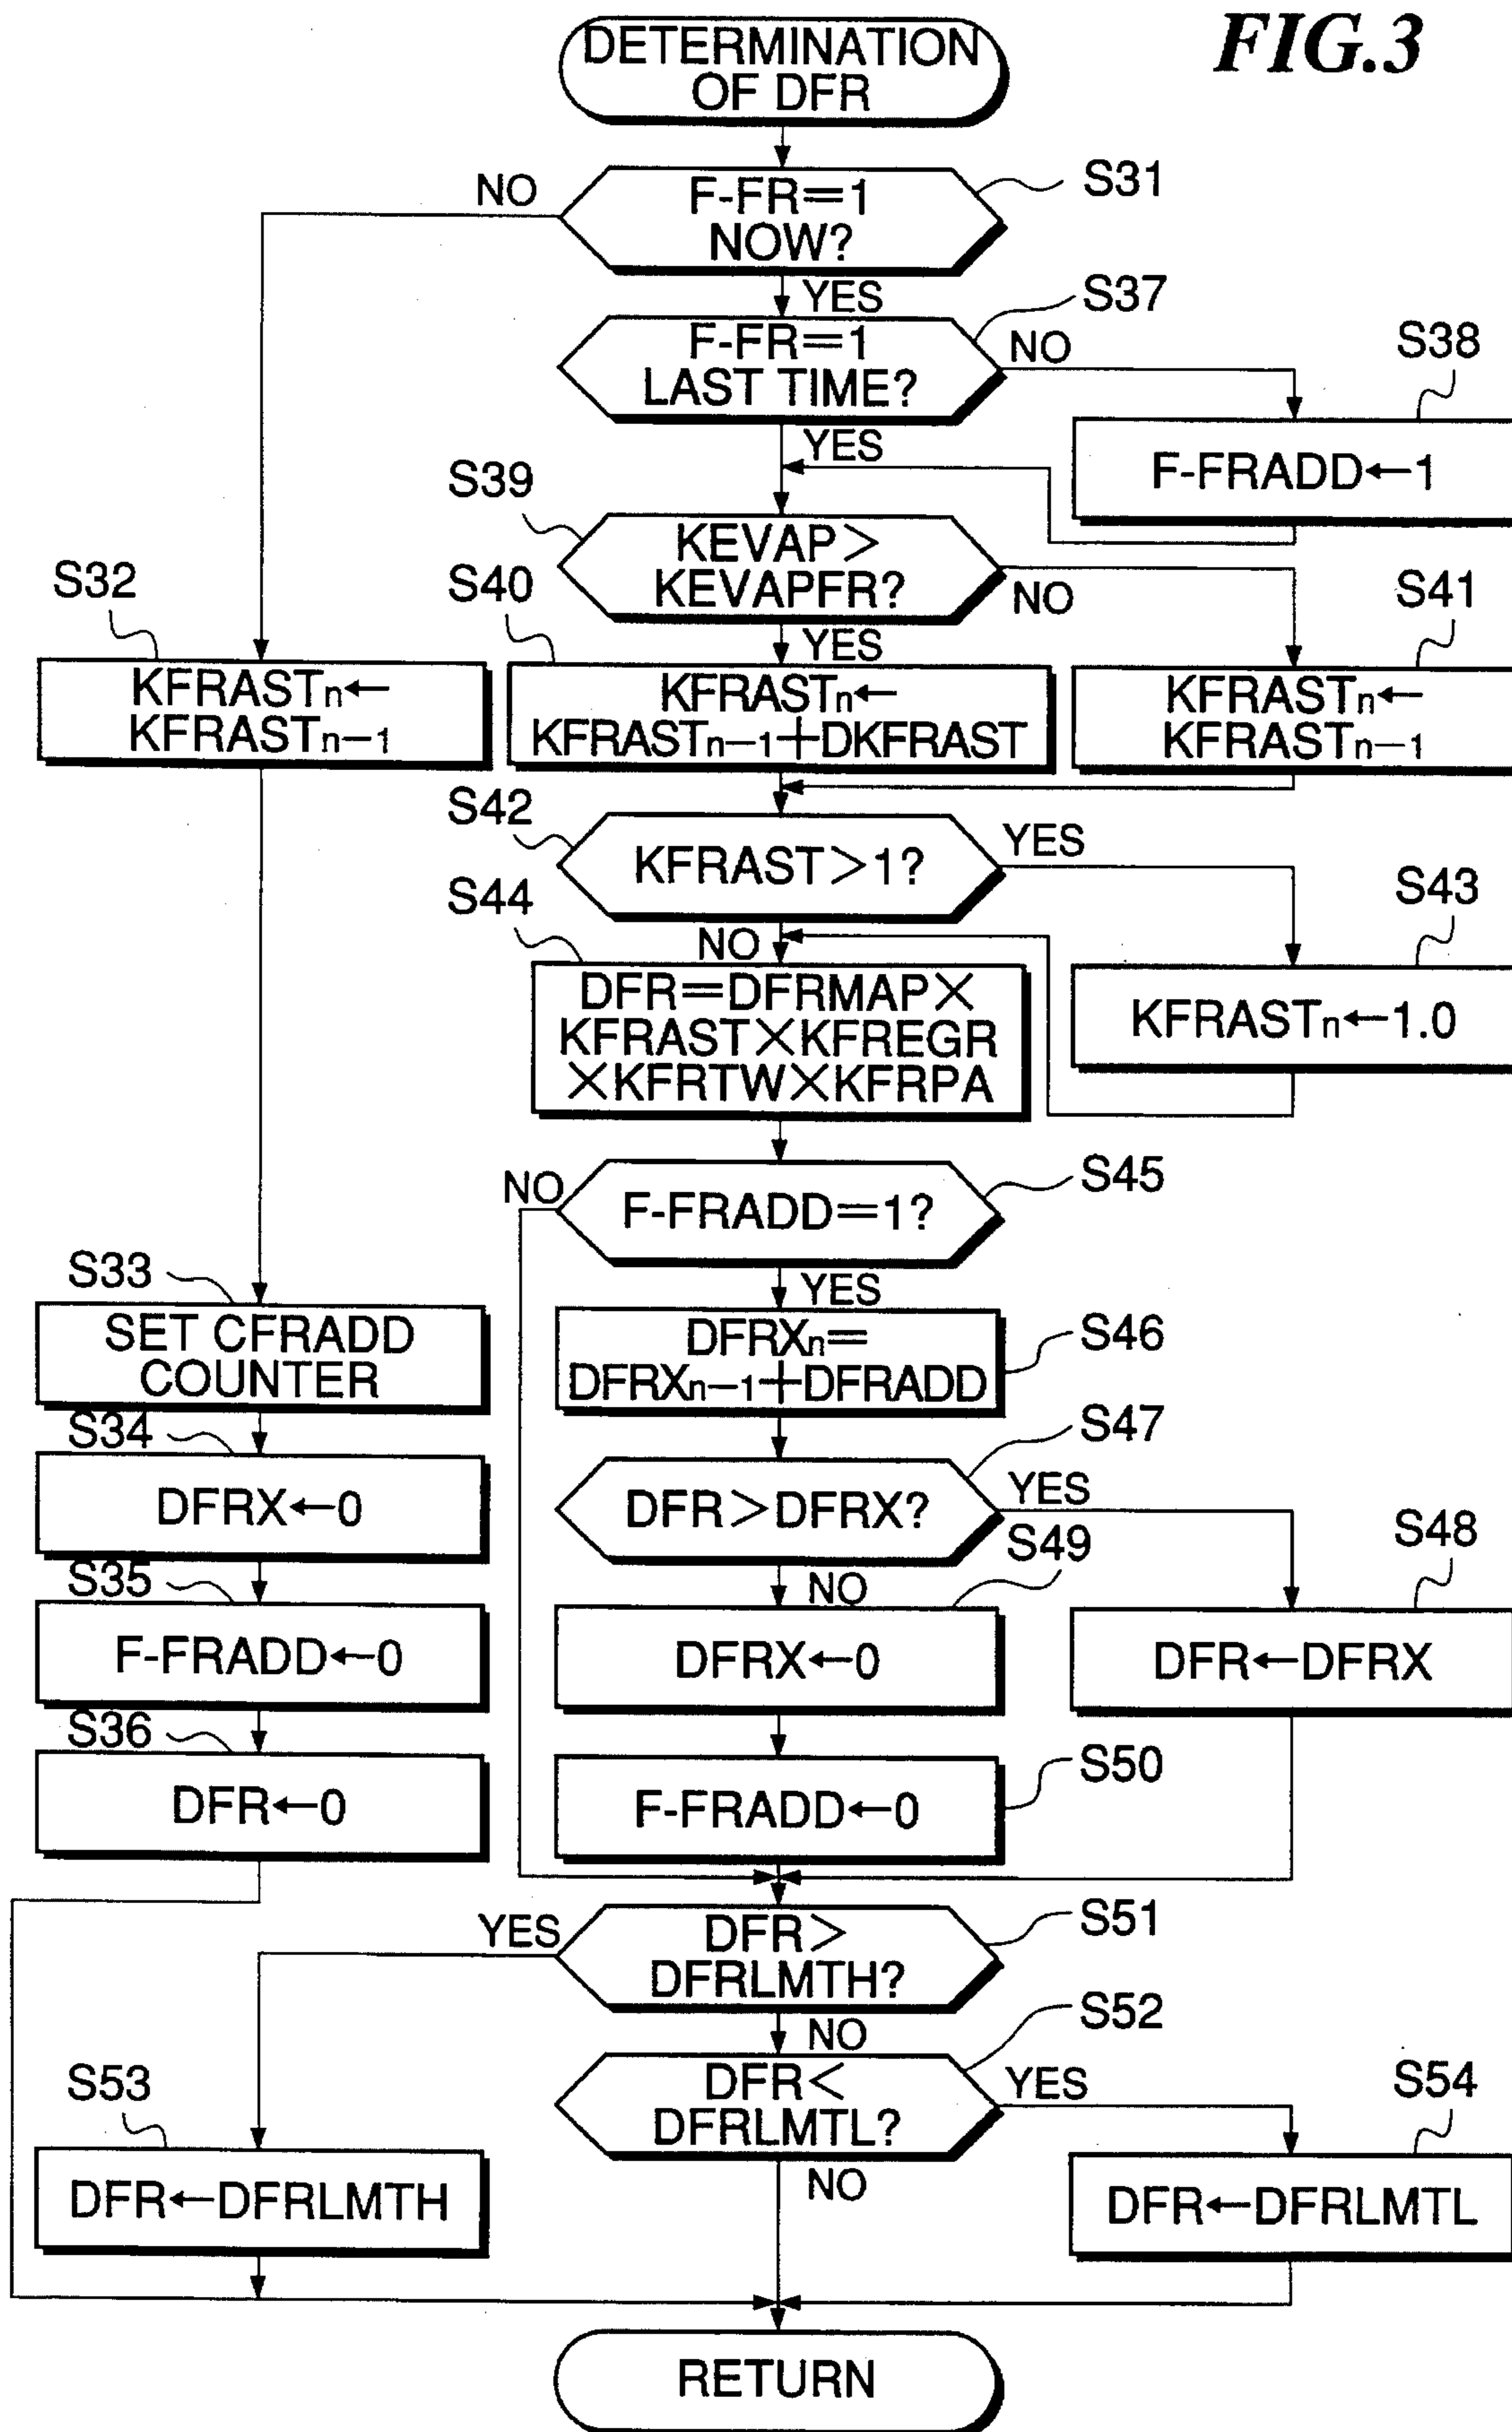 FIG.3
DETERMINATION
OF DFR
S31
F-FR=1
NOW?
NO
YES
S37
F-FR=1
LAST TIME?
NO
YES
S38
F-FRADD←1
S39
KEVAP>
KEVAPFR?
NO
YES
S32
KFRASTn←
KFRASTn-1
S40
KFRASTn←
KFRASTn-1+DKFRAST
S41
KFRASTn←
KFRASTn-1
S42
KFRAST>1?
YES
NO
S43
KFRASTn←1.0
S44
DFR=DFRMAP×
KFRAST×KFREGR
×KFRTW×KFRPA
S45
F-FRADD=1?
NO
YES
S33
SET CFRADD
COUNTER
S46
DFRXn=
DFRXn-1+DFRADD
S34
DFRX←0
S47
DFR>DFRX?
YES
NO
S48
DFR←DFRX
S35
F-FRADD←0
S49
DFRX←0
S36
DFR←0
S50
F-FRADD←0
S51
DFR>
DFRLMTH?
YES
NO
S52
DFR<
DFRLMTL?
YES
NO
S53
DFR←DFRLMTH
S54
DFR←DFRLMTL
RETURN